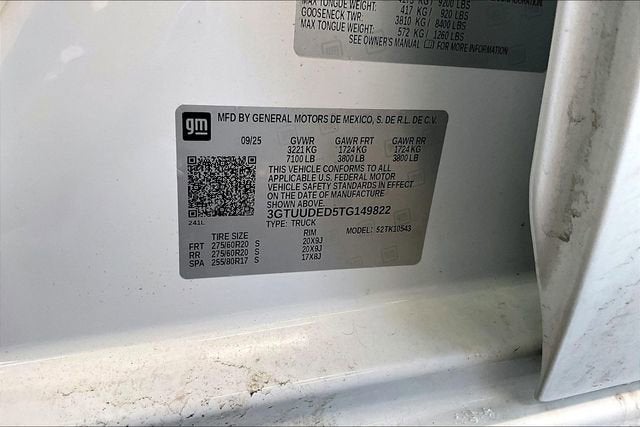 MAX TONGUE WEIGHT: 417 KG / 920 LBS
GOOSENECK TWR: 3810 KG / 8400 LBS
MAX TONGUE WEIGHT: 572 KG / 1260 LBS
SEE OWNER'S MANUAL FOR MORE INFORMATION
gm
MFD BY GENERAL MOTORS DE MEXICO, S. DE R.L. DE C.V.
09/25 GVWR GAWR FRT GAWR RR
3221 KG 1724 KG 1724 KG
7100 LB 3800 LB 3800 LB
THIS VEHICLE CONFORMS TO ALL
APPLICABLE U.S. FEDERAL MOTOR
VEHICLE SAFETY STANDARDS IN EFFECT
ON THE DATE OF MANUFACTURE
SHOWN ABOVE.
3GTUUDED5TG149822
TYPE: TRUCK MODEL: 52TK10543
241L
TIRE SIZE RIM
FRT 275/60R20 S 20X9J
RR 275/60R20 S 20X9J
SPA 255/80R17 S 17X8J